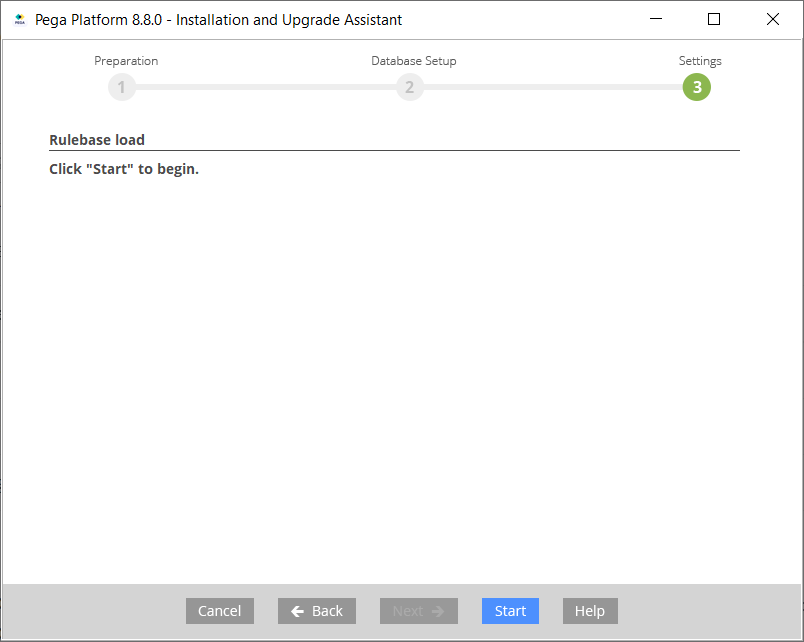 Pega Platform 8.8.0 - Installation and Upgrade Assistant
Preparation
Database Setup
Settings
1
2
3
Rulebase load
Click "Start" to begin.
Cancel
Back
Next
Start
Help